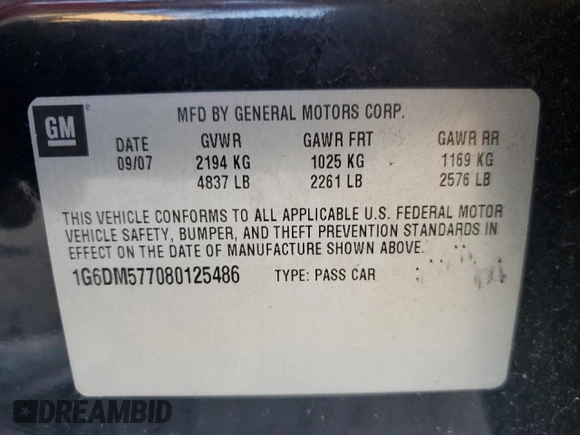 GM
MFD BY GENERAL MOTORS CORP.
DATE GVWR GAWR FRT GAWR RR
09/07 2194 KG 1025 KG 1169 KG
4837 LB 2261 LB 2576 LB
THIS VEHICLE CONFORMS TO ALL APPLICABLE U.S. FEDERAL MOTOR
VEHICLE SAFETY, BUMPER, AND THEFT PREVENTION STANDARDS IN
EFFECT ON THE DATE OF MANUFACTURE SHOWN ABOVE.
1G6DM577080125486 TYPE: PASS CAR
DREAMBID